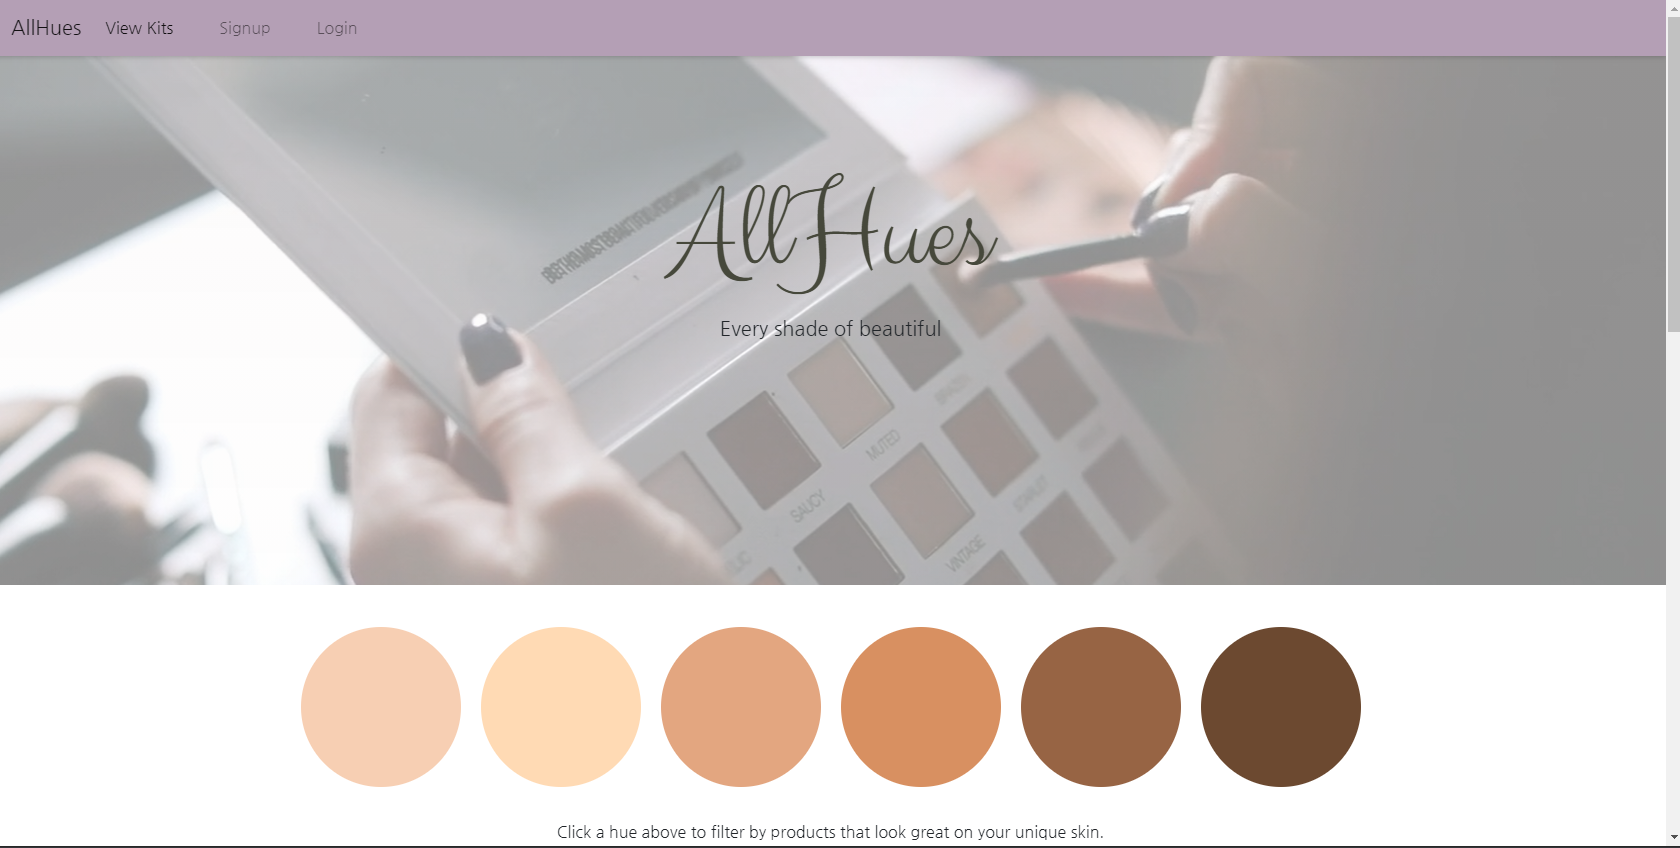 AllHues View Kits Signup Login
AllHues
Every shade of beautiful
MUTED
SAUCY
VINTAGE
Click a hue above to filter by products that look great on your unique skin.